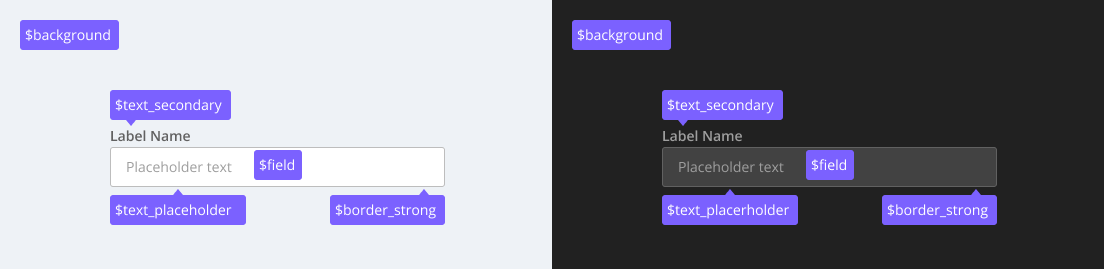 $background
$text_secondary
Label Name
Placeholder text
$field
$text_placeholder
$border_strong
$background
$text_secondary
Label Name
Placeholder text
$field
$text_placerholder
$border_strong